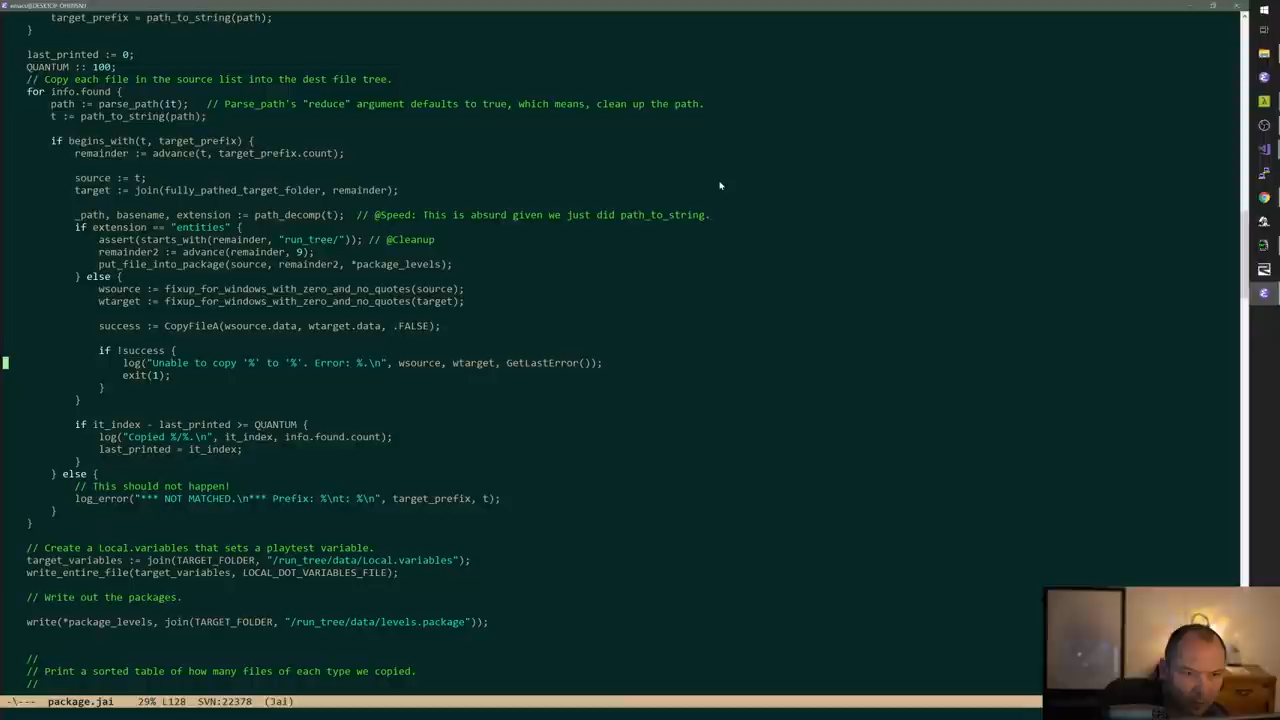 target_prefix = path_to_string(path);
}
last_printed := 0;
QUANTUM :: 100;
// Copy each file in the source list into the dest file tree.
for info.found {
path := parse_path(it);   // Parse_path's "reduce" argument defaults to true, which means, clean up the path.
t := path_to_string(path);
if begins_with(t, target_prefix) {
remainder := advance(t, target_prefix.count);
source := t;
target := join(fully_pathed_target_folder, remainder);
_path, basename, extension := path_decomp(t);  // @Speed: This is absurd given we just did path_to_string.
if extension == "entities" {
assert(starts_with(remainder, "run_tree/")); // @Cleanup
remainder2 := advance(remainder, 9);
put_file_into_package(source, remainder2, *package_levels);
} else {
wsource := fixup_for_windows_with_zero_and_no_quotes(source);
wtarget := fixup_for_windows_with_zero_and_no_quotes(target);
success := CopyFileA(wsource.data, wtarget.data, .FALSE);
if !success {
log("Unable to copy '%' to '%'. Error: %.\n", wsource, wtarget, GetLastError());
exit(1);
}
}
if it_index - last_printed >= QUANTUM {
log("Copied %/%.\n", it_index, info.found.count);
last_printed = it_index;
}
} else {
// This should not happen!
log_error("*** NOT MATCHED.\n*** Prefix: %\nt: %\n", target_prefix, t);
}
}
// Create a Local.variables that sets a playtest variable.
target_variables := join(TARGET_FOLDER, "/run_tree/data/Local.variables");
write_entire_file(target_variables, LOCAL_DOT_VARIABLES_FILE);
// Write out the packages.
write(*package_levels, join(TARGET_FOLDER, "/run_tree/data/levels.package"));
//
// Print a sorted table of how many files of each type we copied.
//
-\---  package.jai    29% L128  SVN:22378  (Jai)